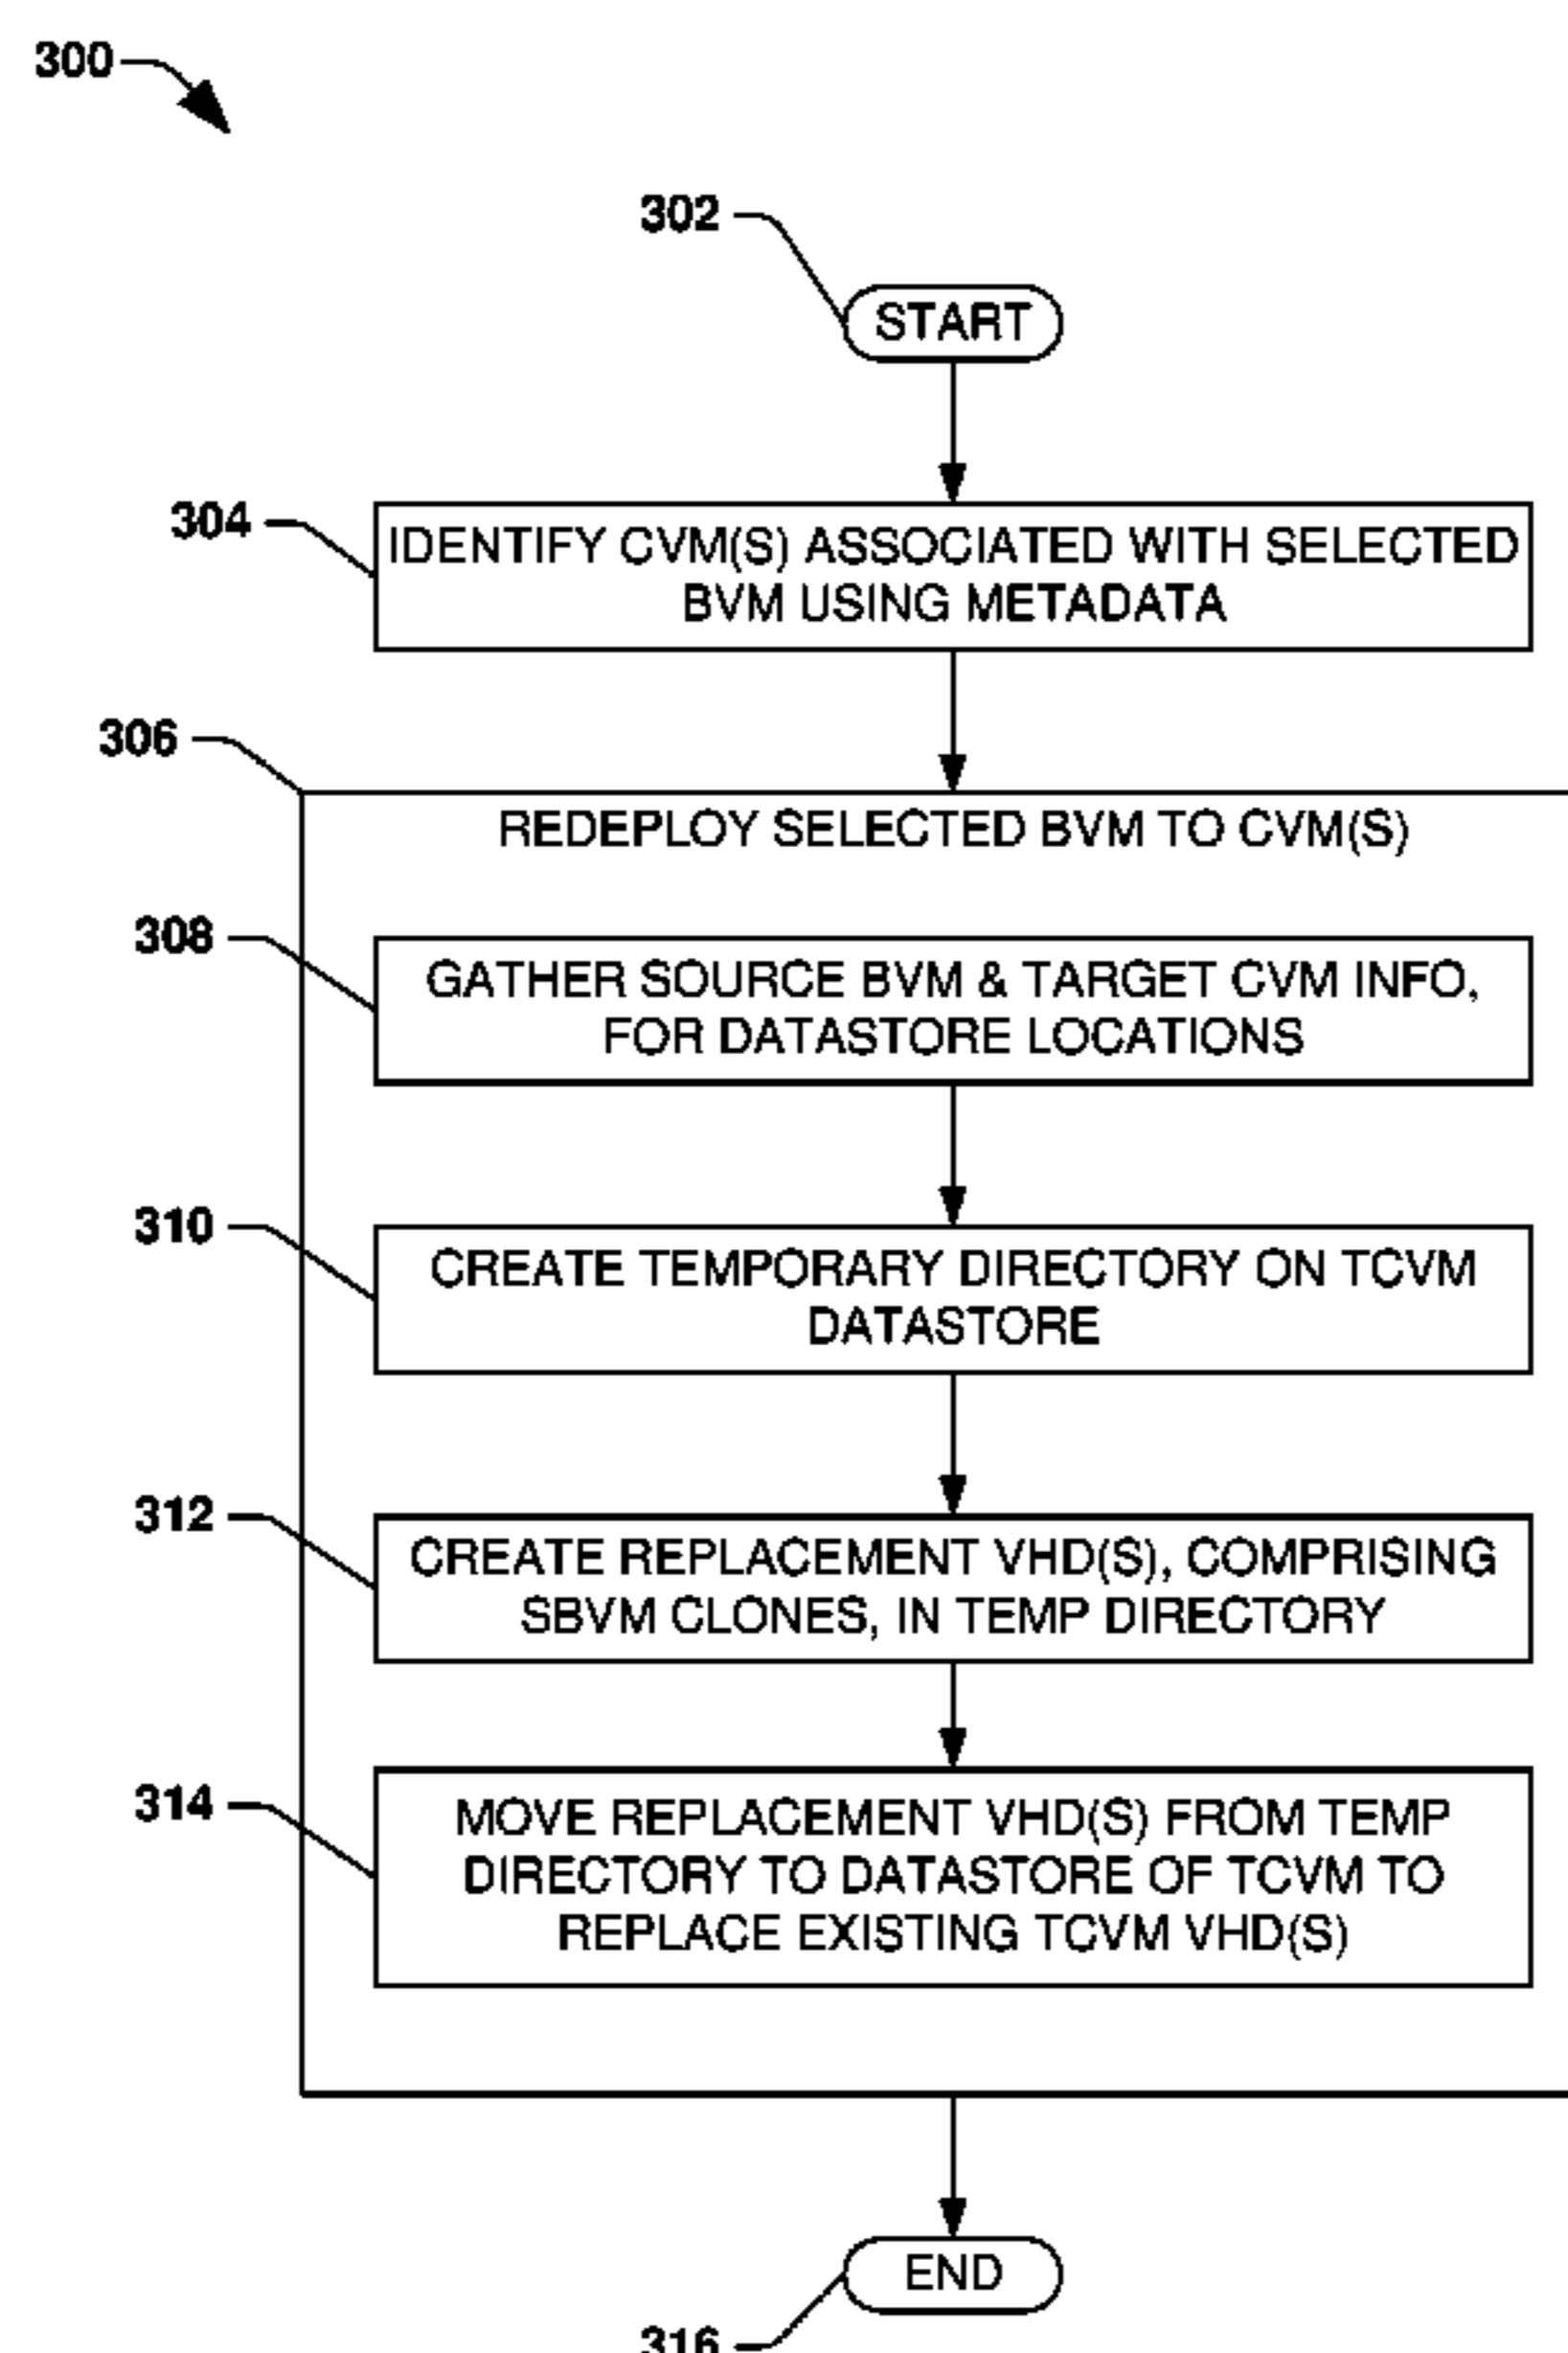 300
302
START
304
IDENTIFY CVM(S) ASSOCIATED WITH SELECTED
BVM USING METADATA
306
REDEPLOY SELECTED BVM TO CVM(S)
308
GATHER SOURCE BVM & TARGET CVM INFO,
FOR DATASTORE LOCATIONS
310
CREATE TEMPORARY DIRECTORY ON TCVM
DATASTORE
312
CREATE REPLACEMENT VHD(S), COMPRISING
SBVM CLONES, IN TEMP DIRECTORY
314
MOVE REPLACEMENT VHD(S) FROM TEMP
DIRECTORY TO DATASTORE OF TCVM TO
REPLACE EXISTING TCVM VHD(S)
END
316